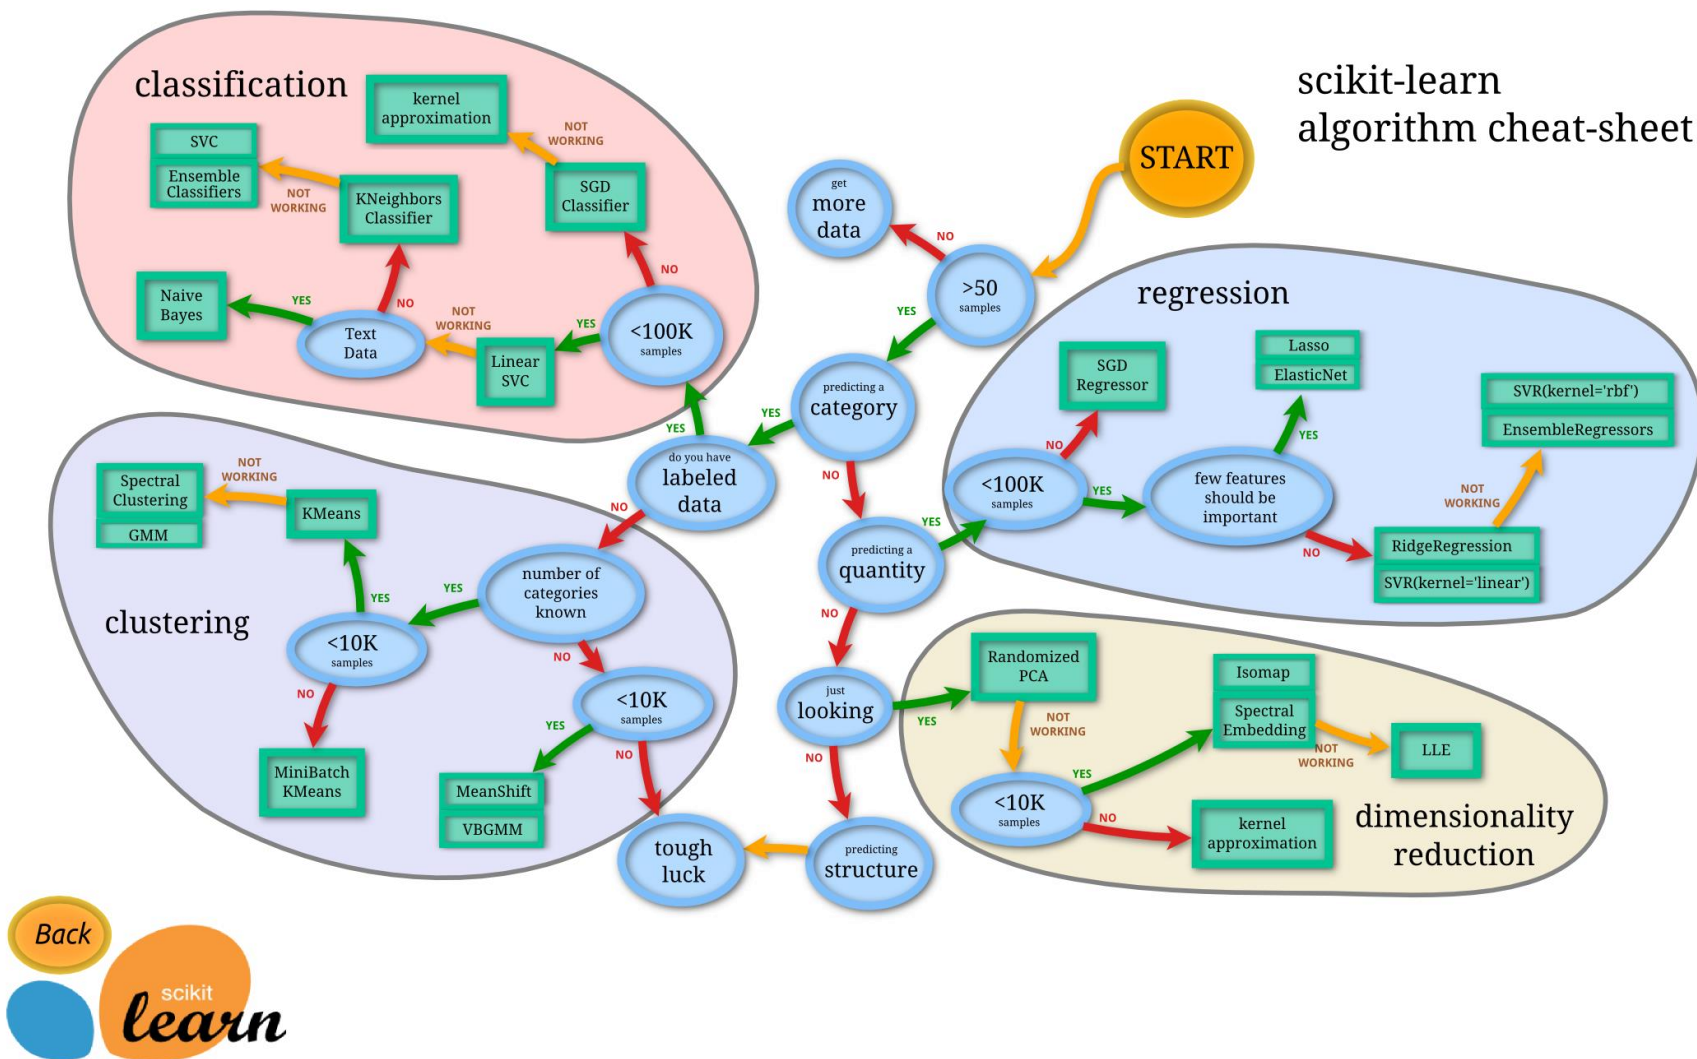 scikit-learn
algorithm cheat-sheet
START
classification
kernel
approximation
NOT
WORKING
SVC
Ensemble
Classifiers
NOT
WORKING
KNeighbors
Classifier
SGD
Classifier
NO
Naive
Bayes
YES
NO
Text
Data
NOT
WORKING
Linear
SVC
YES
<100K
samples
YES
get
more
data
NO
>50
samples
YES
predicting a
category
YES
NO
do you have
labeled
data
NO
predicting a
quantity
YES
NO
just
looking
YES
NO
predicting
structure
tough
luck
regression
SGD
Regressor
Lasso
ElasticNet
SVR(kernel='rbf')
EnsembleRegressors
NO
YES
<100K
samples
YES
few features
should be
important
NOT
WORKING
NO
RidgeRegression
SVR(kernel='linear')
clustering
Spectral
Clustering
GMM
NOT
WORKING
KMeans
number of
categories
known
YES
YES
NO
<10K
samples
NO
<10K
samples
YES
NO
MiniBatch
KMeans
MeanShift
VBGMM
dimensionality
reduction
Randomized
PCA
NOT
WORKING
Isomap
Spectral
Embedding
NOT
WORKING
LLE
YES
<10K
samples
NO
kernel
approximation
Back
scikit
learn